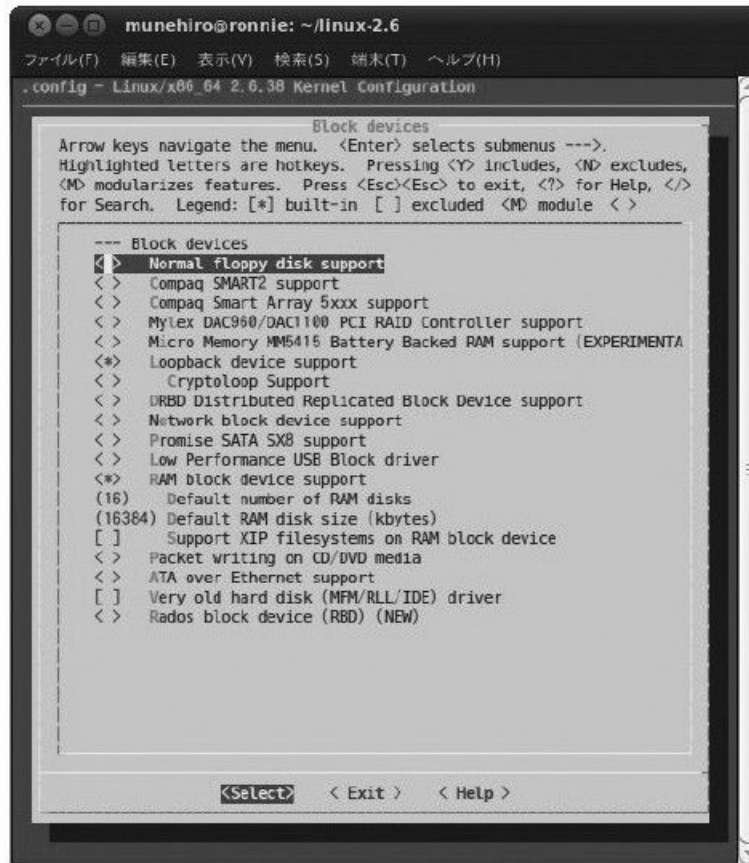 munehiro@ronnie: ~/linux-2.6
ファイル(F) 編集(E) 表示(V) 検索(S) 端末(T) ヘルプ(H)
.config - Linux/x86_64 2.6.38 Kernel Configuration
Block devices
Arrow keys navigate the menu. <Enter> selects submenus --->.
Highlighted letters are hotkeys. Pressing <Y> includes, <N> excludes,
<M> modularizes features. Press <Esc><Esc> to exit, <?> for Help, </>
for Search. Legend: [*] built-in [ ] excluded <M> module < >
--- Block devices
< > Normal floppy disk support
< > Compaq SMART2 support
< > Compaq Smart Array 5xxx support
< > Mylex DAC960/DAC1100 PCI RAID Controller support
< > Micro Memory MM5415 Battery Backed RAM support (EXPERIMENTA
<*> Loopback device support
< > Cryptoloop Support
< > DRBD Distributed Replicated Block Device support
< > Network block device support
< > Promise SATA SX8 support
< > Low Performance USB Block driver
<*> RAM block device support
(16) Default number of RAM disks
(16384) Default RAM disk size (kbytes)
[ ] Support XIP filesystems on RAM block device
< > Packet writing on CD/DVD media
< > ATA over Ethernet support
[ ] Very old hard disk (MFM/RLL/IDE) driver
< > Rados block device (RBD) (NEW)
<Select> < Exit > < Help >